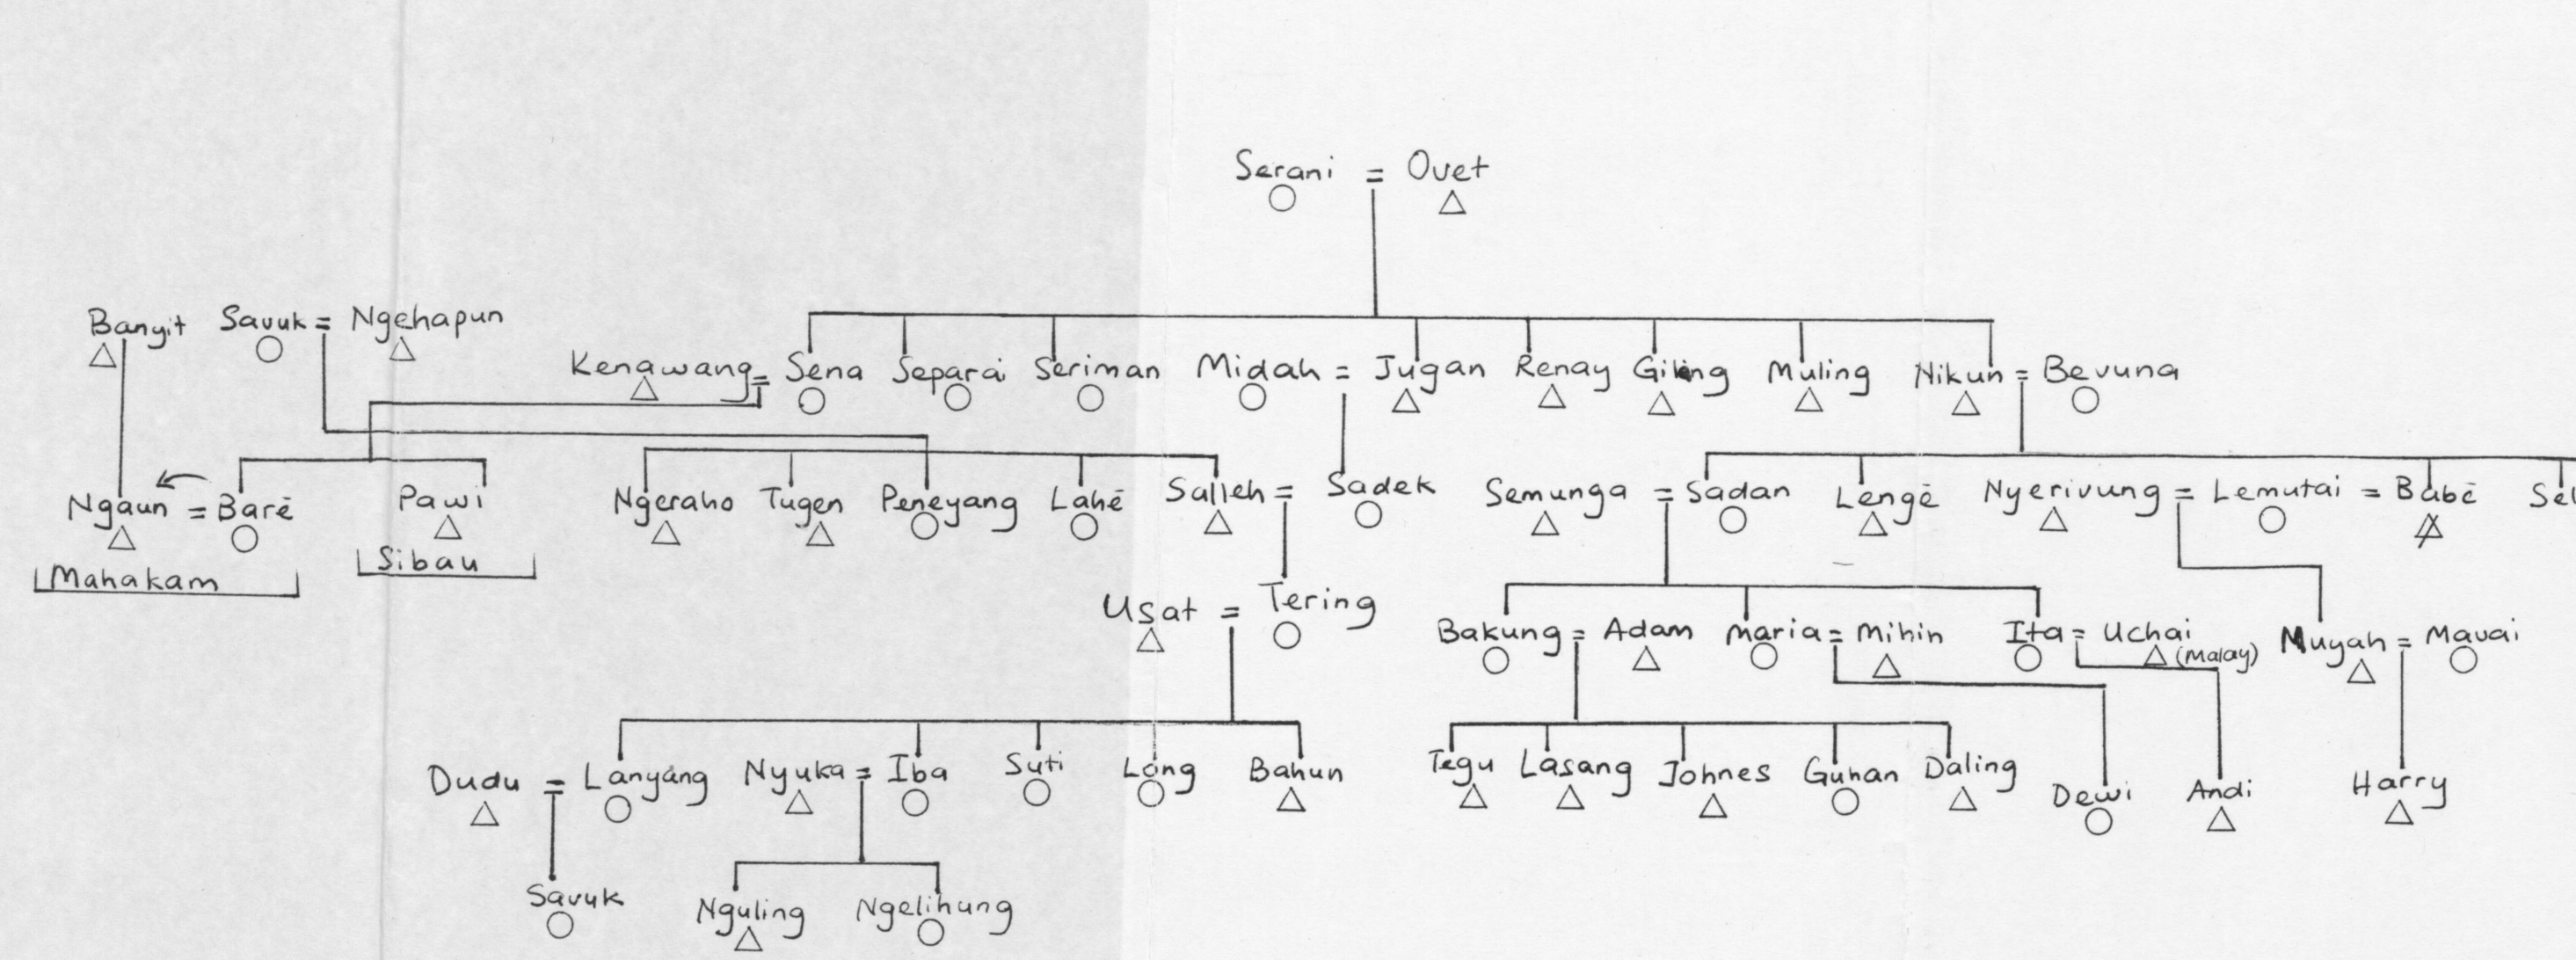 Serani = Ovet
Banyit Savuk = Ngehapun
Kenawang = Sena Separai Seriman Midah = Jugan Renay Giling Muling Nikun = Bevuna
Ngaun = Barē Pawi Ngeraho Tugen Peneyang Lahē Salleh = Sadek Semunga = Sadan Lengē Nyerivung = Lemutai = Babē Sel
Mahakam Sibau
Usat = Tering
Bakung = Adam Maria = Mihin Ita = Uchai Muyah = Mavai
(Malay)
Dudu = Lanyang Nyuka = Iba Suti Long Bahun Tegu Lasang Johnes Guhan Daling Dewi Andi Harry
Savuk Nguling Ngelihung